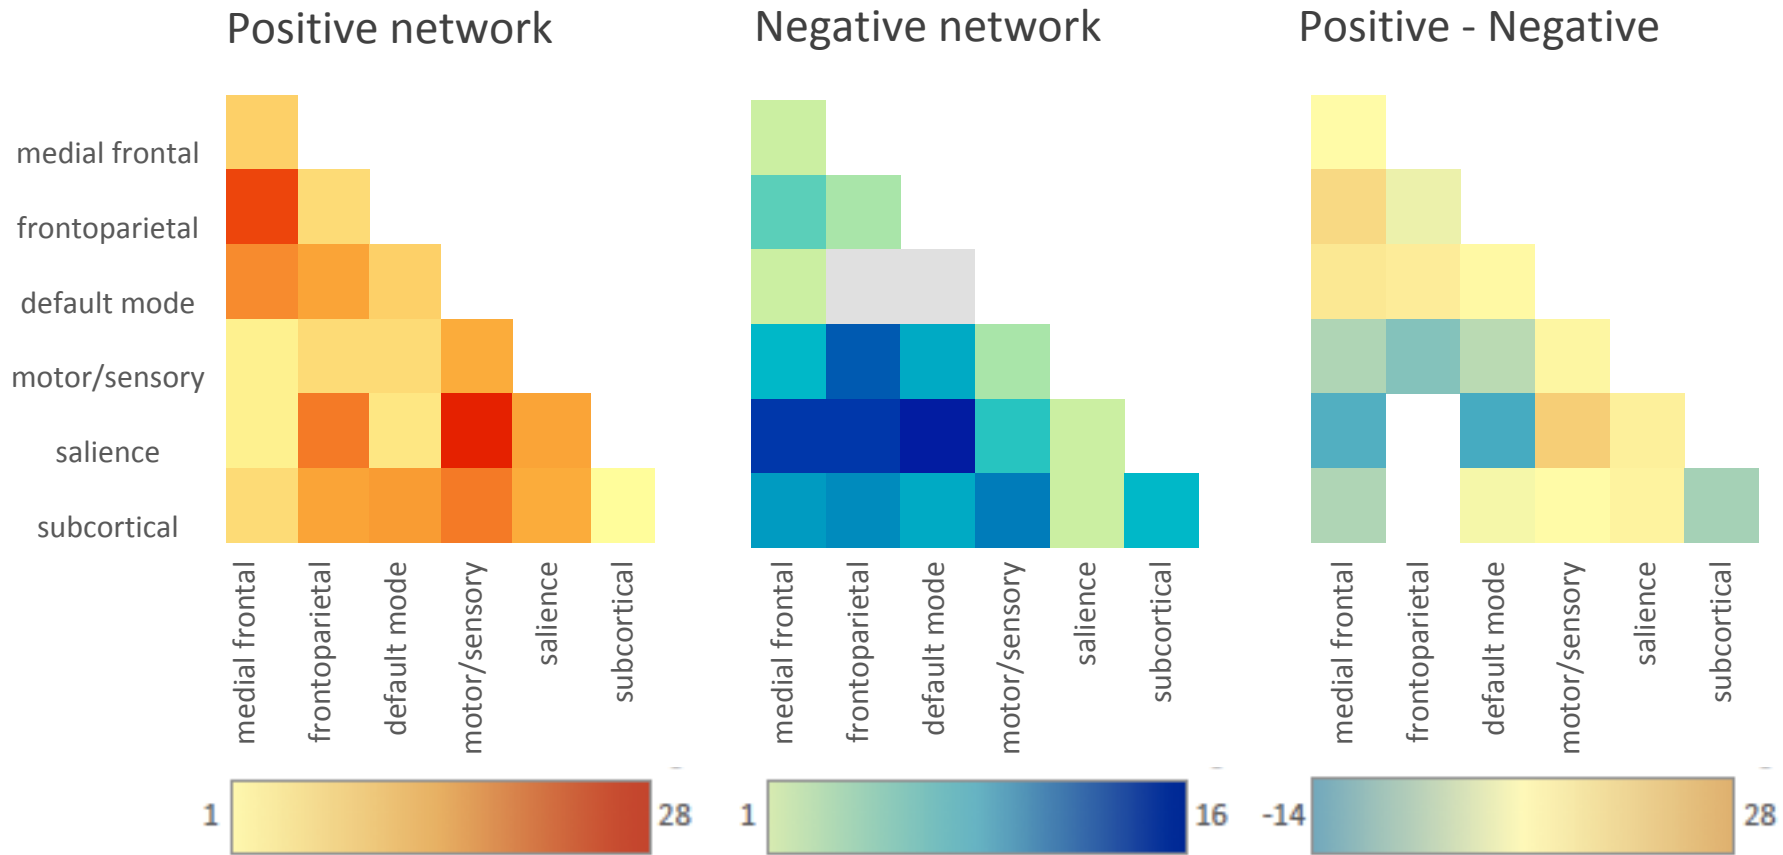 Positive network
Negative network
Positive - Negative
medial frontal
frontoparietal
default mode
motor/sensory
salience
subcortical
medial frontal
frontoparietal
default mode
motor/sensory
salience
subcortical
medial frontal
frontoparietal
default mode
motor/sensory
salience
subcortical
medial frontal
frontoparietal
default mode
motor/sensory
salience
subcortical
1 28
1 16
-14 28